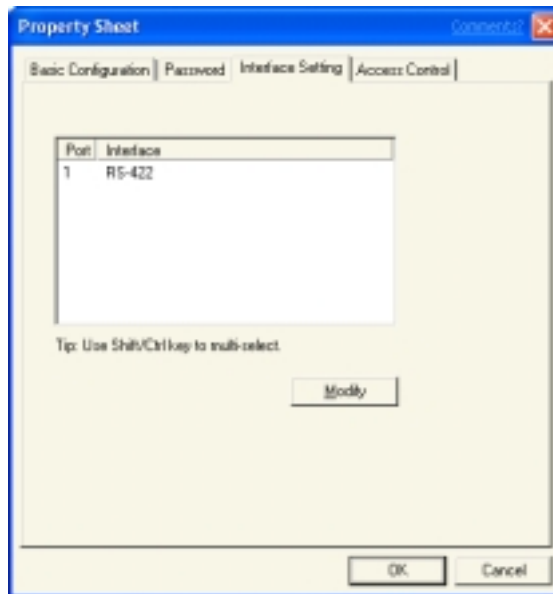 Property Sheet Comments?
Basic Configuration Password Interface Setting Access Control
Port Interface
1 RS-422
Tip: Use Shift/Ctrl key to multi-select.
Modify
OK Cancel